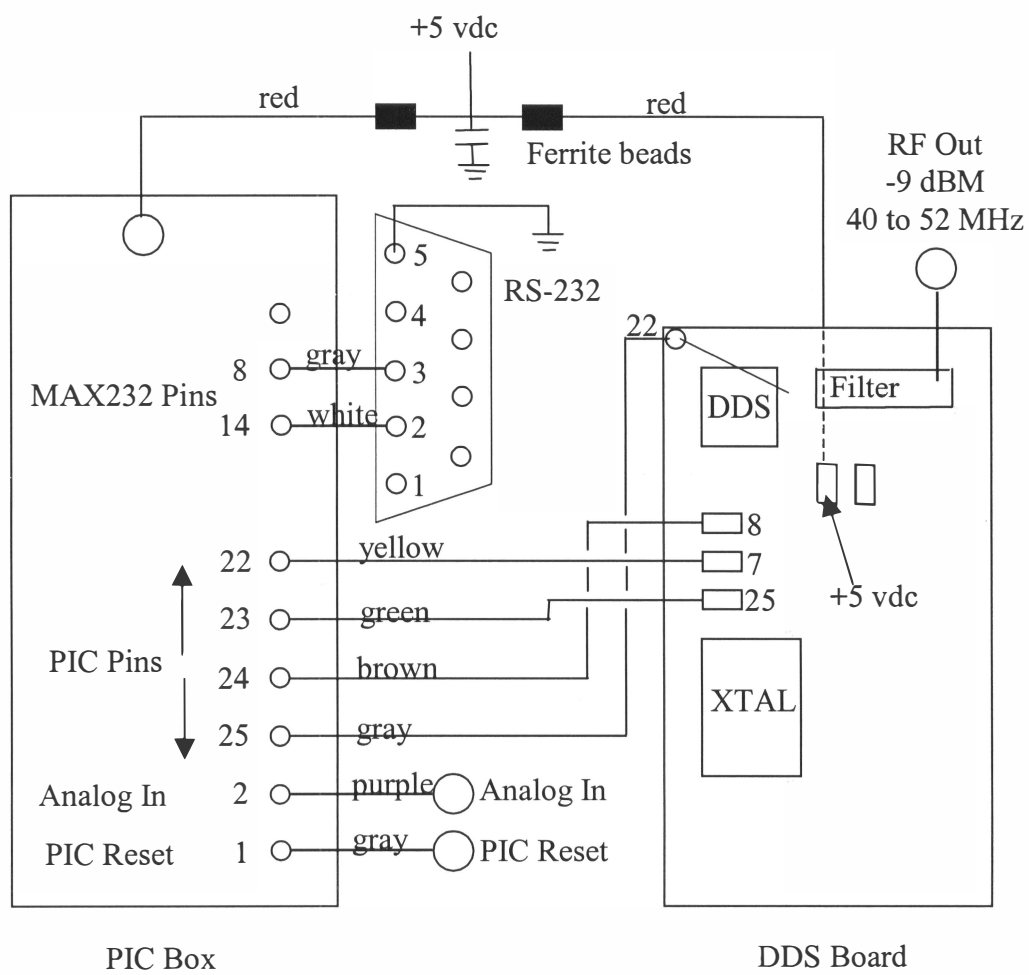 +5 vdc
red
red
Ferrite beads
RF Out
-9 dBM
40 to 52 MHz
5
RS-232
4
22
8
gray
3
MAX232 Pins
DDS
Filter
14
white
2
1
8
22
yellow
7
25
+5 vdc
23
green
PIC Pins
24
brown
XTAL
25
gray
Analog In
2
purple
Analog In
PIC Reset
1
gray
PIC Reset
PIC Box
DDS Board